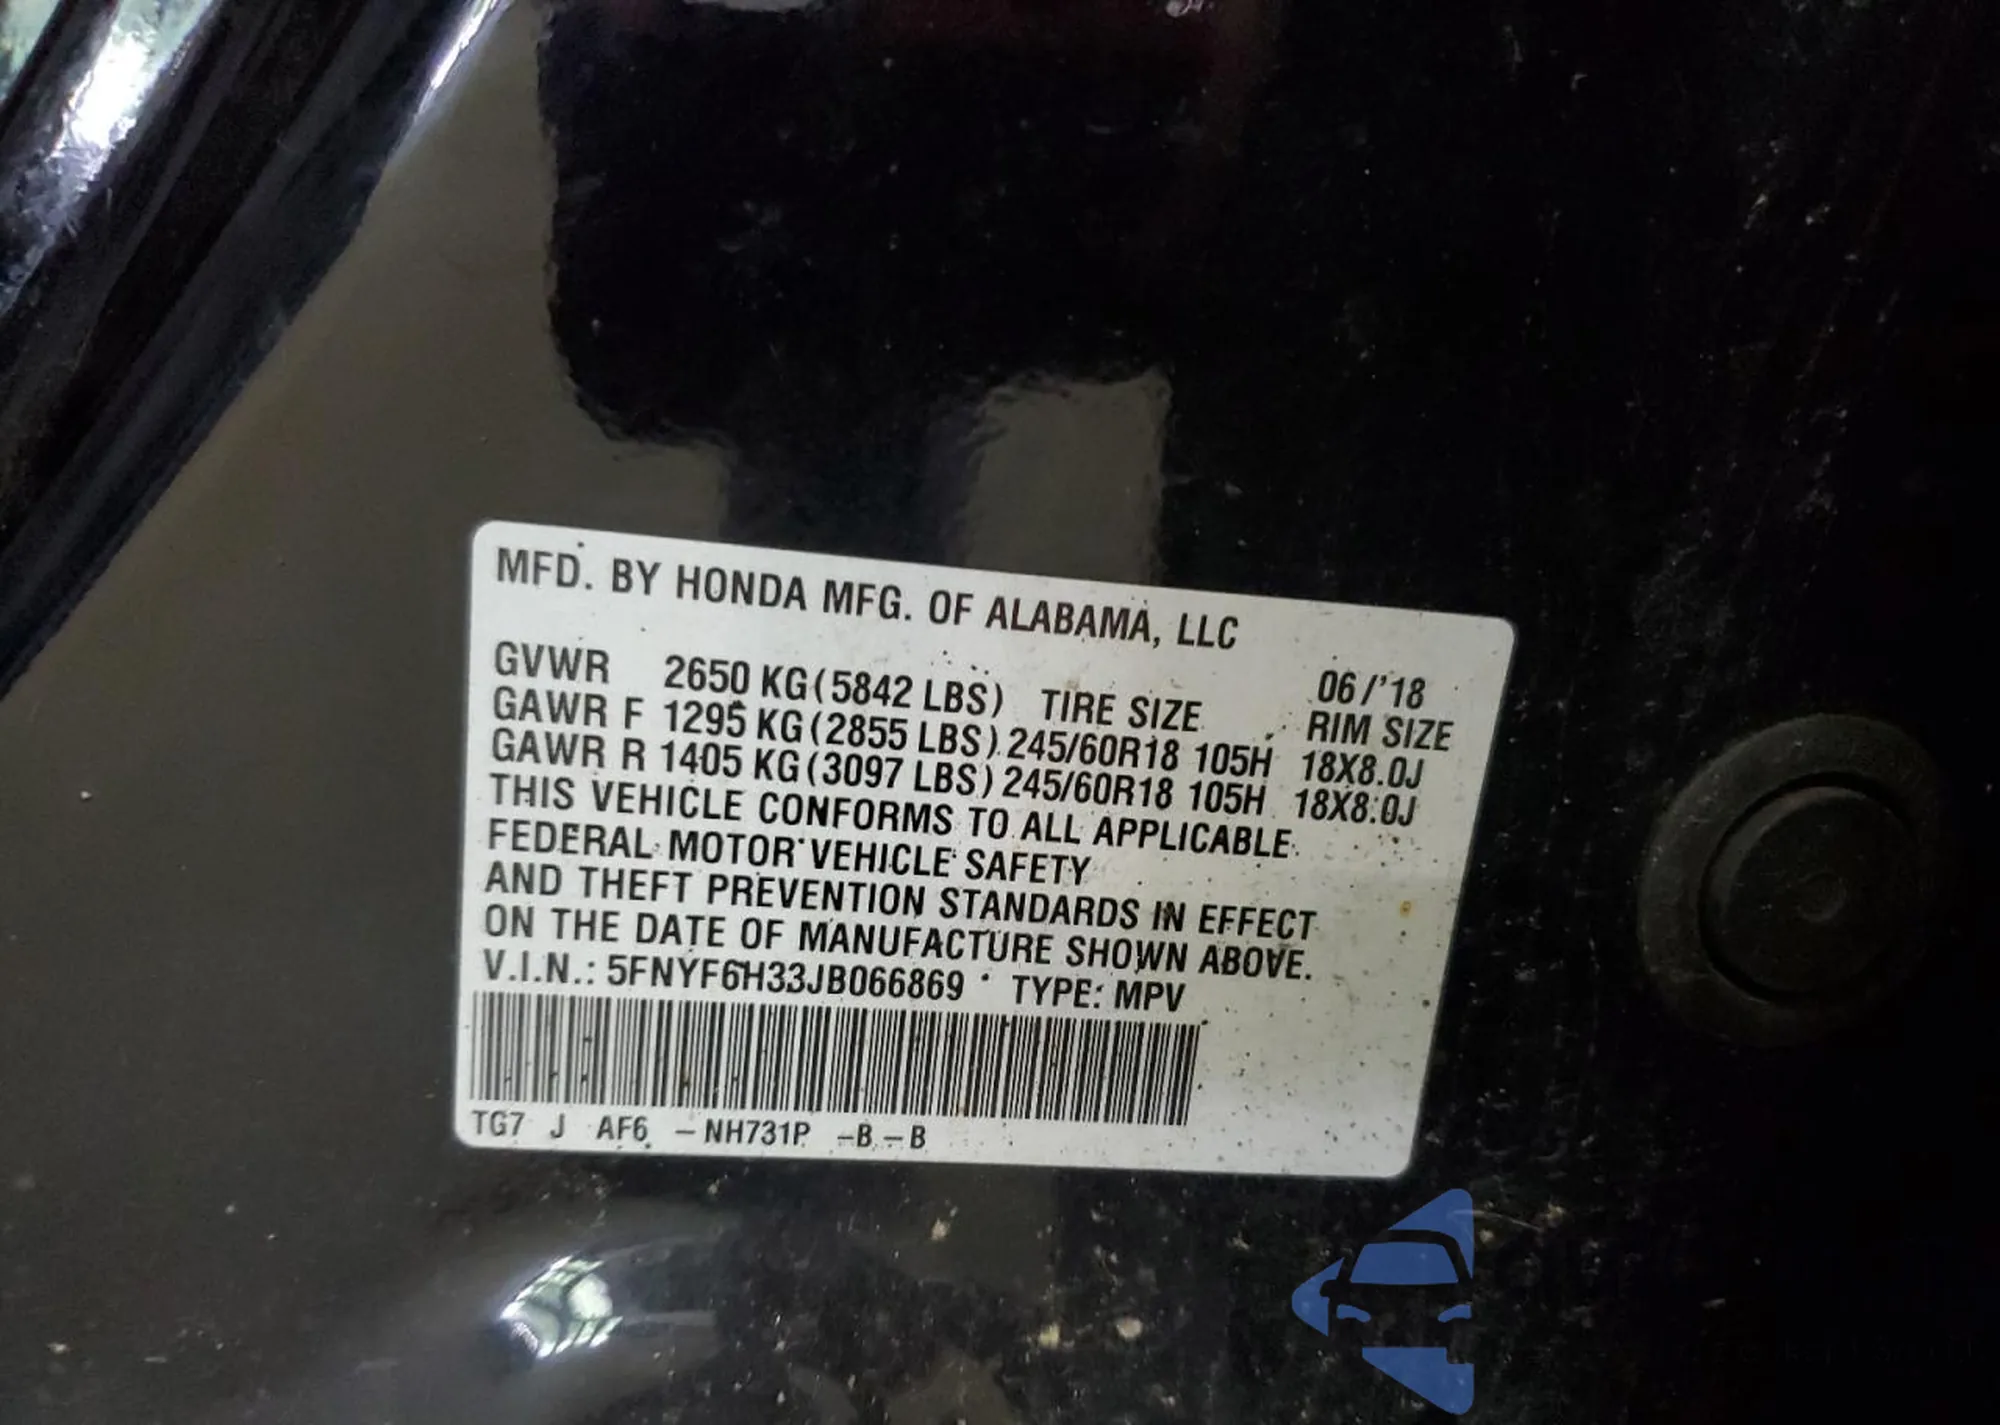 MFD. BY HONDA MFG. OF ALABAMA, LLC
06/'18
GVWR 2650 KG (5842 LBS) TIRE SIZE RIM SIZE
GAWR F 1295 KG (2855 LBS) 245/60R18 105H 18X8.0J
GAWR R 1405 KG (3097 LBS) 245/60R18 105H 18X8.0J
THIS VEHICLE CONFORMS TO ALL APPLICABLE
FEDERAL MOTOR VEHICLE SAFETY
AND THEFT PREVENTION STANDARDS IN EFFECT
ON THE DATE OF MANUFACTURE SHOWN ABOVE.
V.I.N.: 5FNYF6H33JB066869 TYPE: MPV
TG7 J AF6 –NH731P –B–B